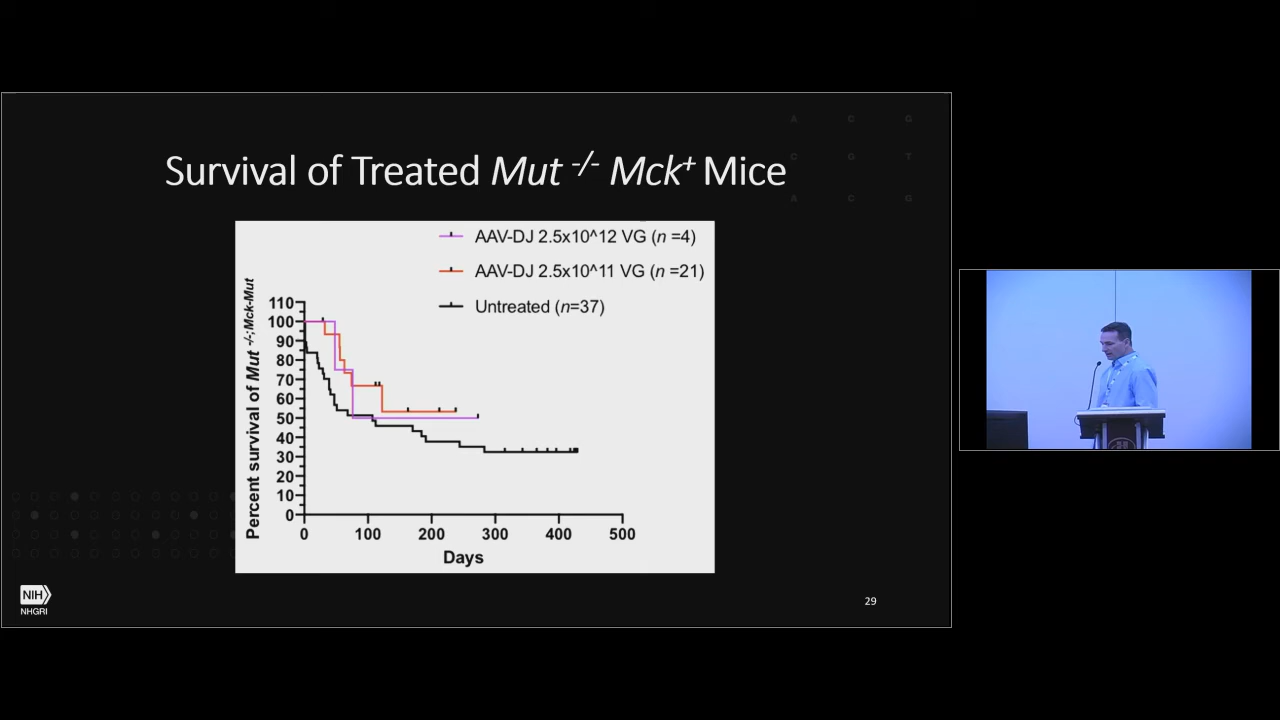 A C G
C G T
A C G
Survival of Treated Mut -/- Mck+ Mice
AAV-DJ 2.5x10^12 VG (n =4)
AAV-DJ 2.5x10^11 VG (n =21)
Untreated (n=37)
Percent survival of Mut -/-;Mck-Mut
110
100
90
80
70
60
50
40
30
20
10
0
0 100 200 300 400 500
Days
NIH
NHGRI
29